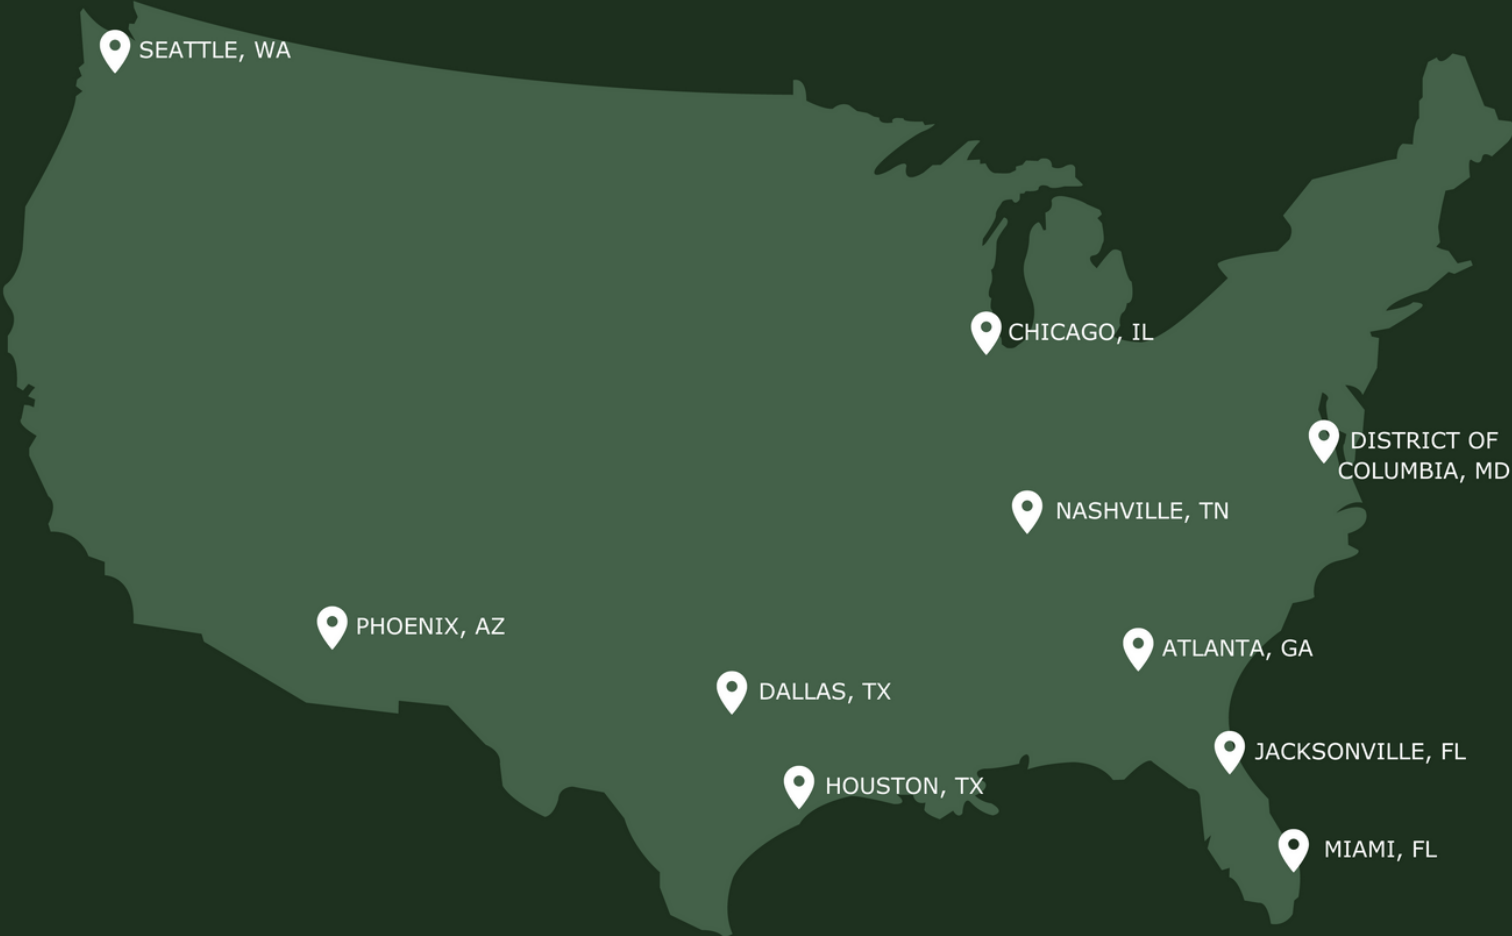 SEATTLE, WA
CHICAGO, IL
DISTRICT OF
COLUMBIA, MD
NASHVILLE, TN
PHOENIX, AZ
ATLANTA, GA
DALLAS, TX
JACKSONVILLE, FL
HOUSTON, TX
MIAMI, FL